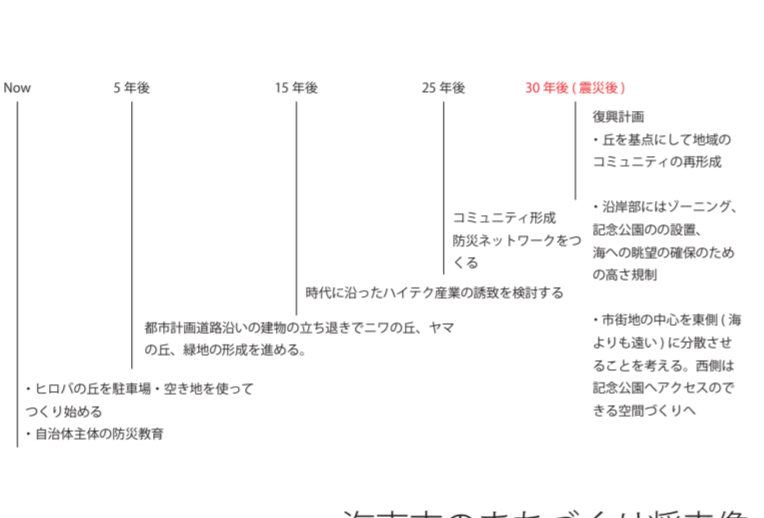 Now
5 年後
15 年後
25 年後
30 年後 ( 震災後 )
復興計画
・丘を基点にして地域の
コミュニティの再形成
・沿岸部にはゾーニング、
記念公園のの設置、
海への眺望の確保のため
の高さ規制
・市街地の中心を東側 ( 海
よりも遠い ) に分散させ
ることを考える。西側は
記念公園へアクセスので
きる空間づくりへ
コミュニティ形成
防災ネットワークをつ
くる
時代に沿ったハイテク産業の誘致を検討する
都市計画道路沿いの建物の立ち退きでニワの丘、ヤマ
の丘、緑地の形成を進める。
・ヒロバの丘を駐車場・空き地を使って
つくり始める
・自治体主体の防災教育